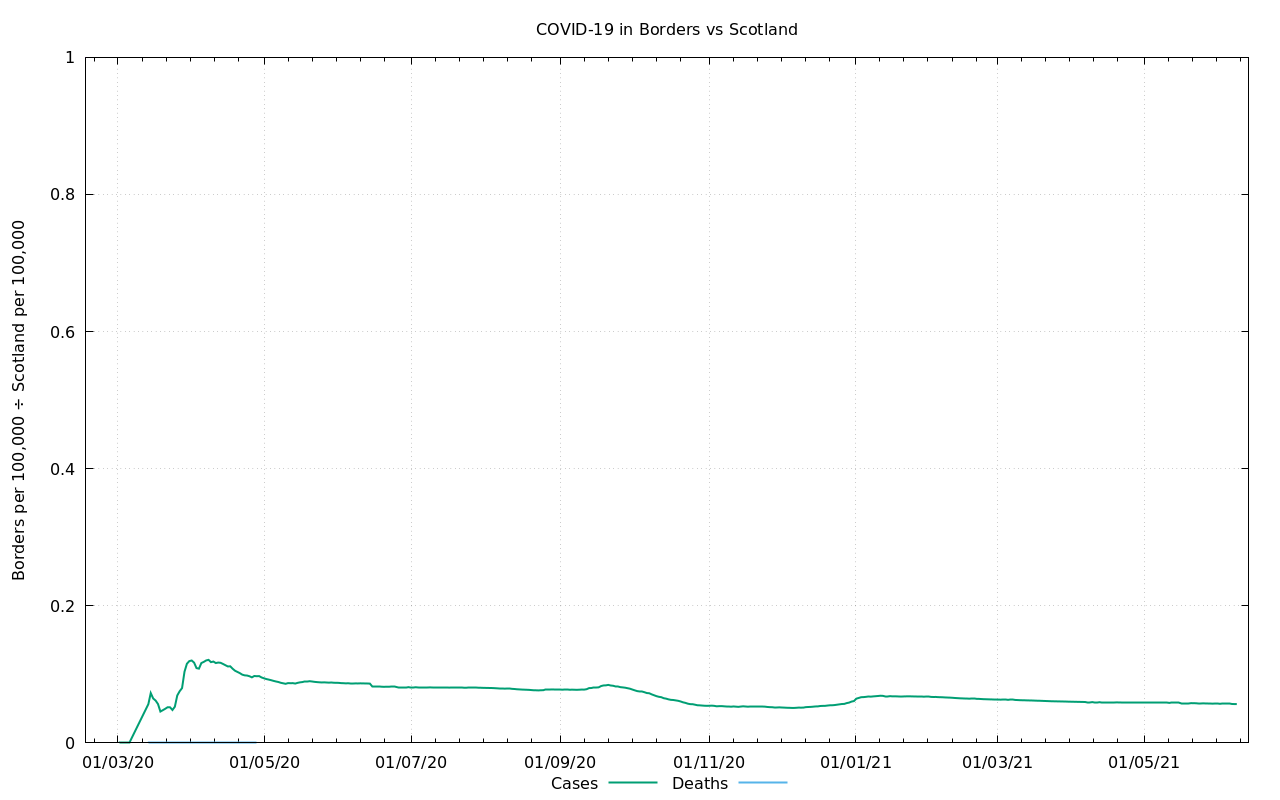 COVID-19 in Borders vs Scotland
Borders per 100,000 ÷ Scotland per 100,000
1
0.8
0.6
0.4
0.2
0
01/03/20 01/05/20 01/07/20 01/09/20 01/11/20 01/01/21 01/03/21 01/05/21
Cases Deaths